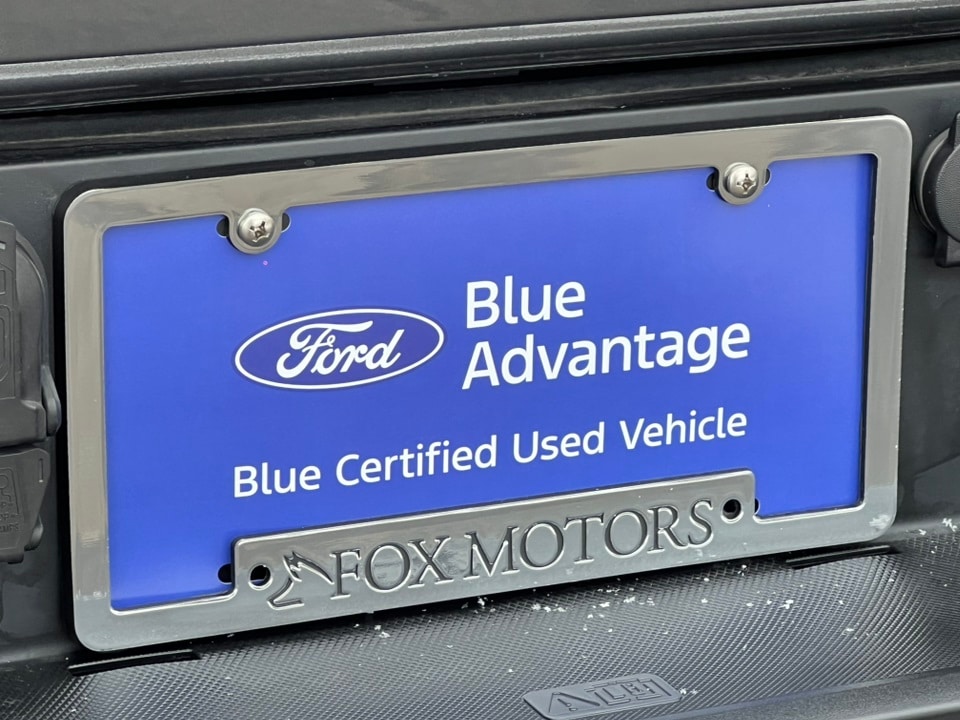 Ford
Blue
Advantage
Blue Certified Used Vehicle
FOX MOTORS